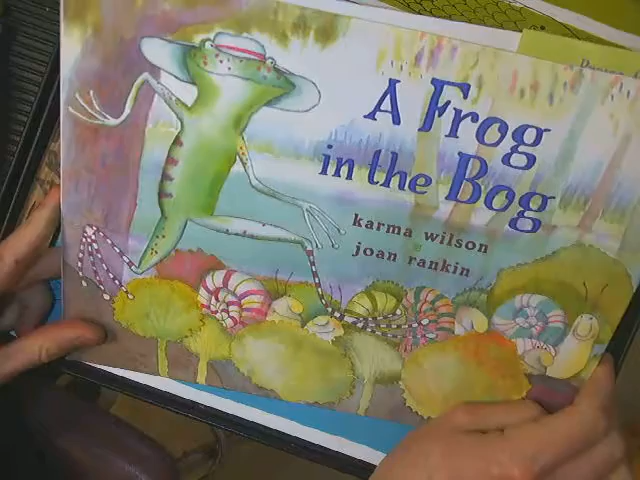 A Frog
in the Bog
karma wilson
joan rankin